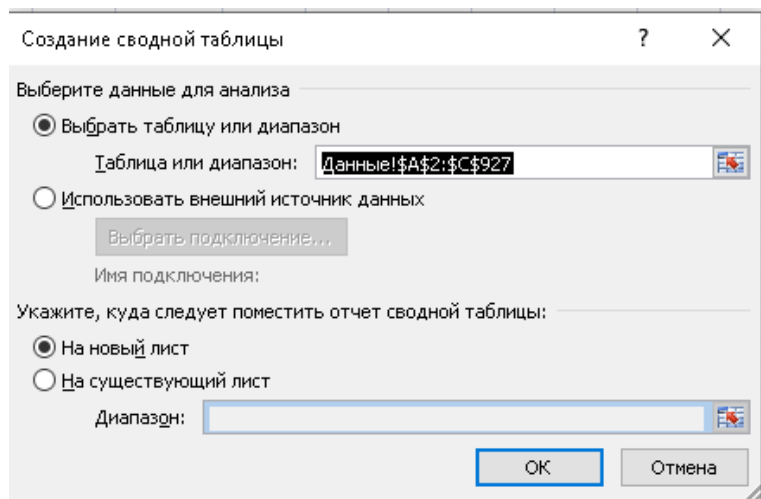 Создание сводной таблицы ?
Выберите данные для анализа
Выбрать таблицу или диапазон
Таблица или диапазон: Данные!$A$2:$C$927
Использовать внешний источник данных
Выбрать подключение...
Имя подключения:
Укажите, куда следует поместить отчет сводной таблицы:
На новый лист
На существующий лист
Диапазон:
ОК Отмена